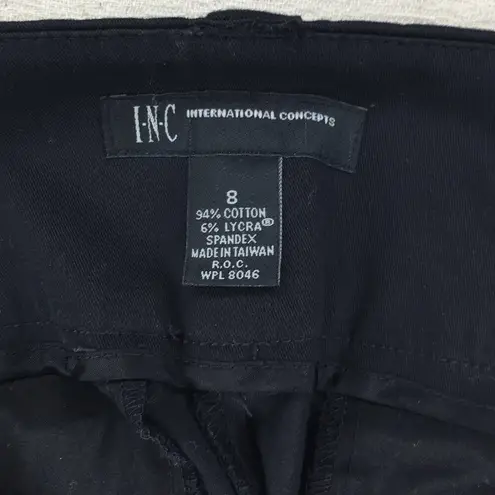 I·N·C INTERNATIONAL CONCEPTS
8
94% COTTON
6% LYCRA®
SPANDEX
MADE IN TAIWAN
R.O.C.
WPL 8046